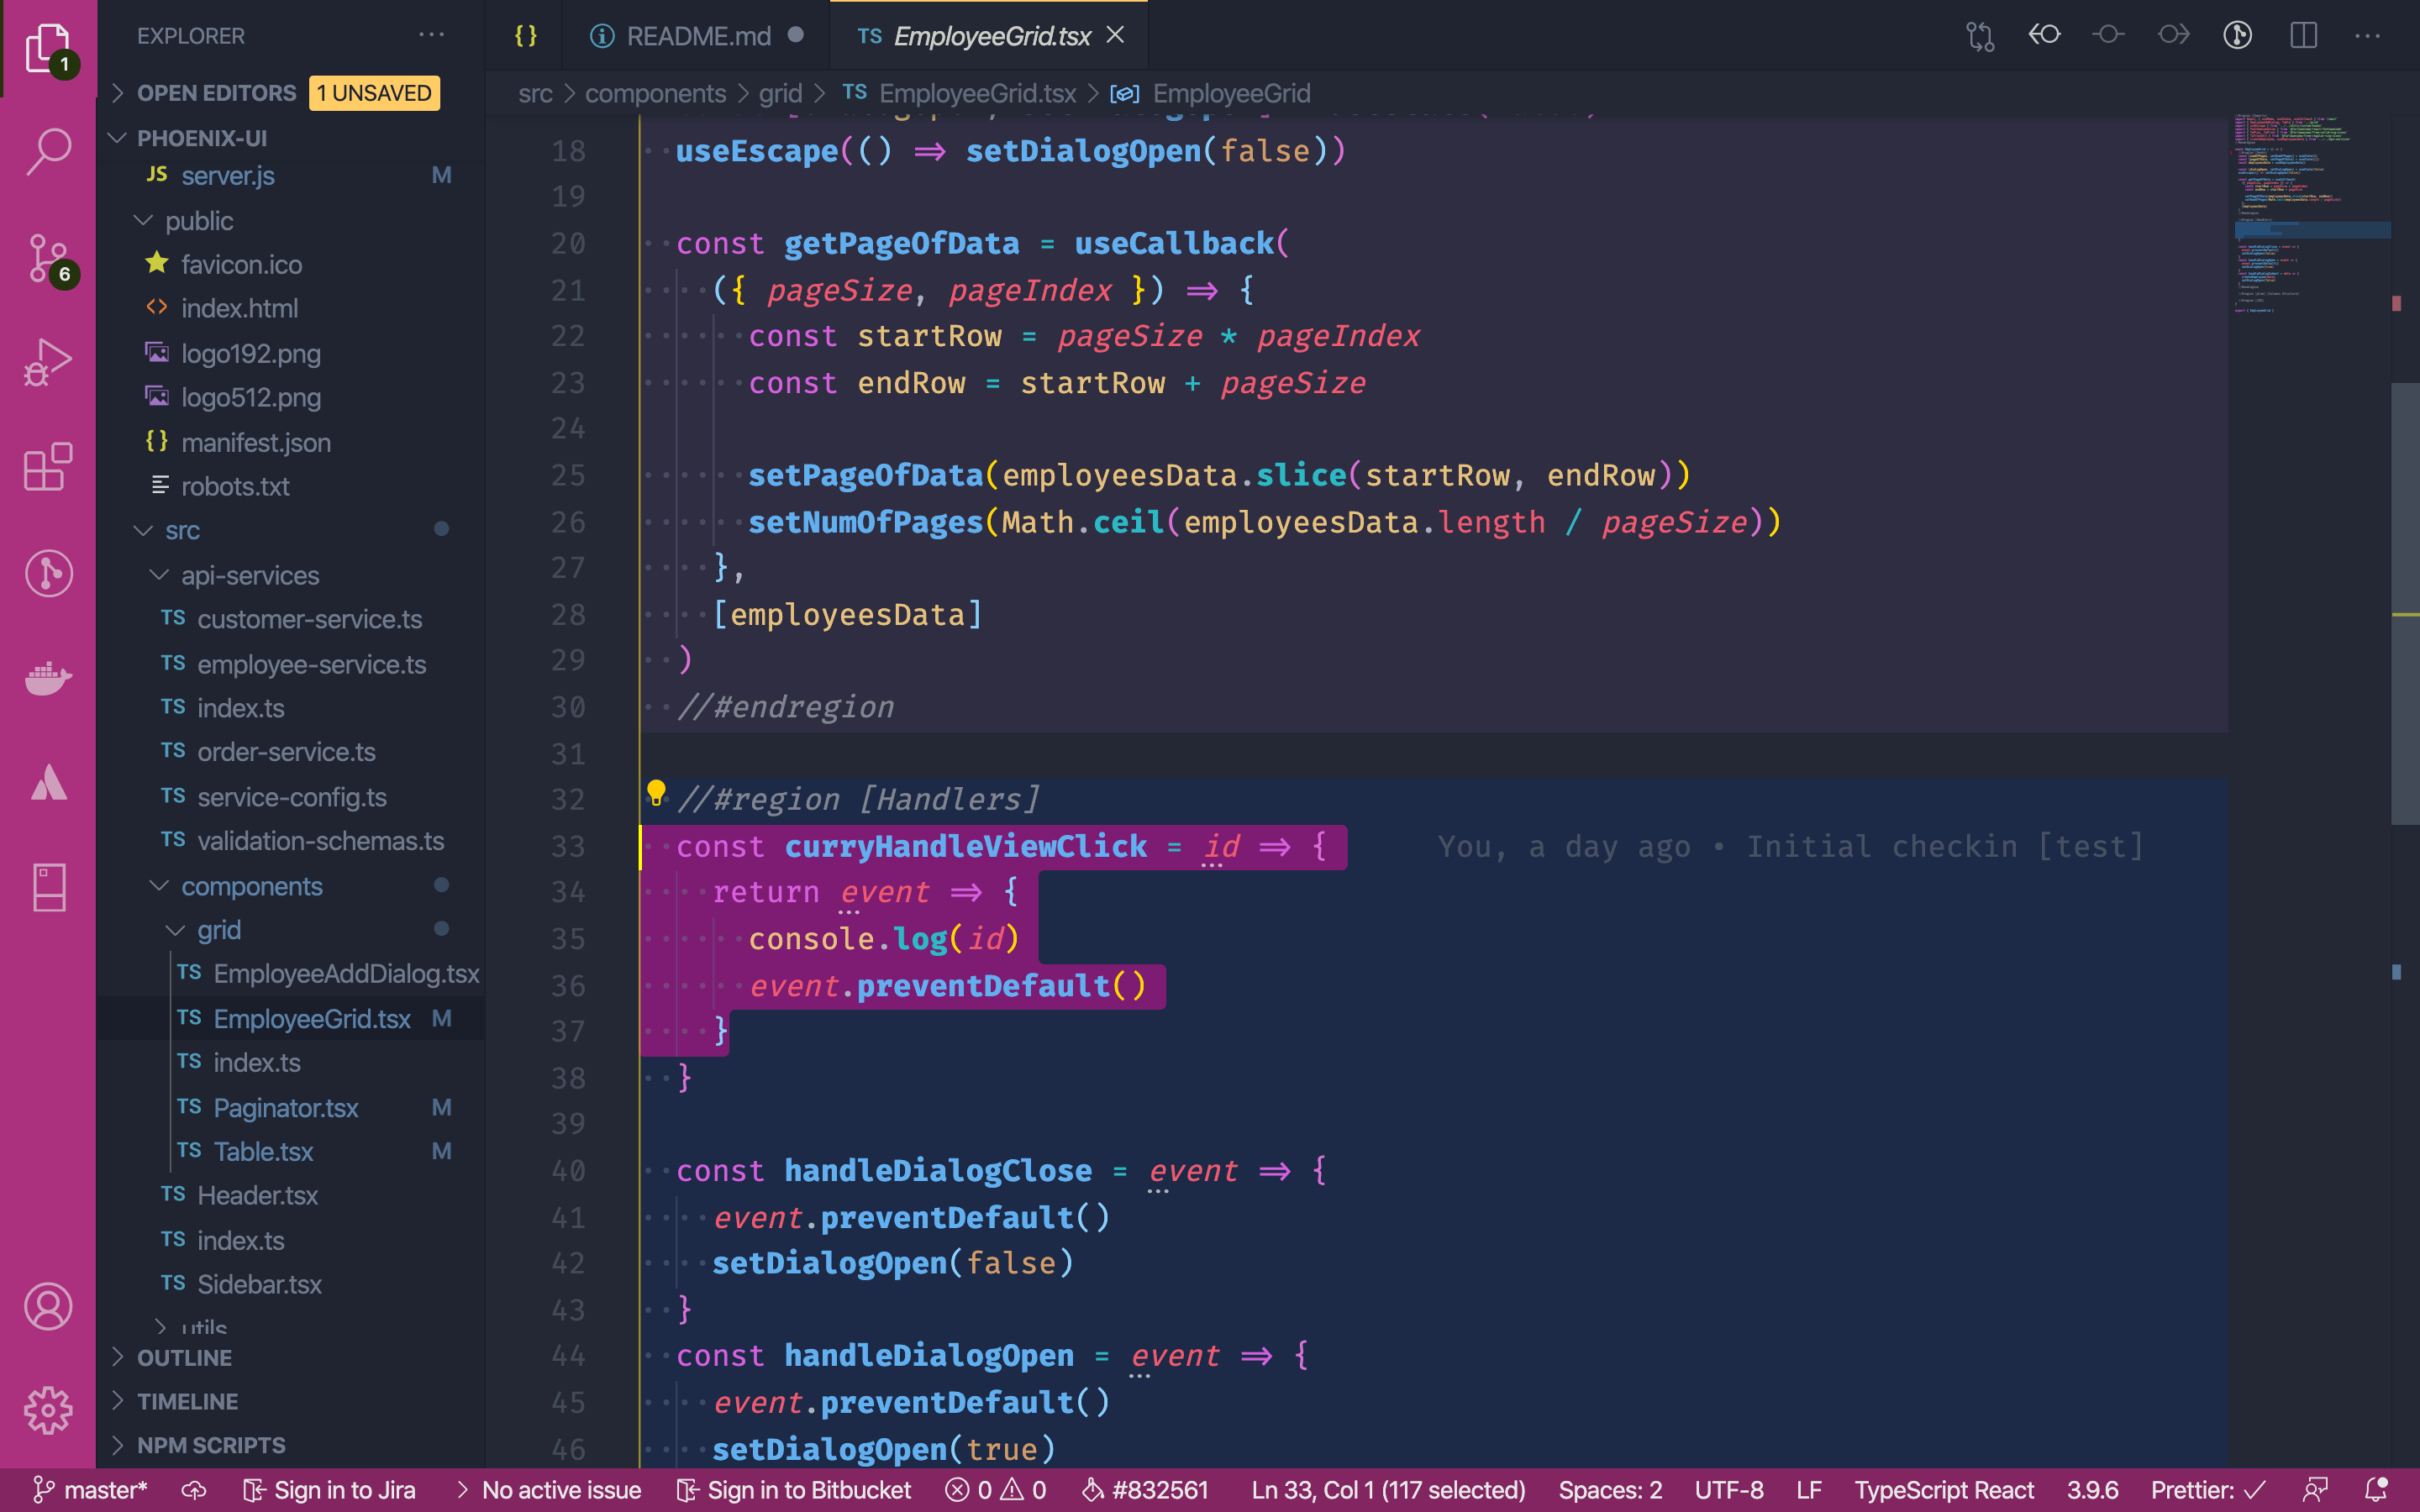 EXPLORER
OPEN EDITORS 1 UNSAVED
PHOENIX-UI
JS server.js M
public
favicon.ico
<> index.html
logo192.png
logo512.png
{} manifest.json
robots.txt
src
api-services
TS customer-service.ts
TS employee-service.ts
TS index.ts
TS order-service.ts
TS service-config.ts
TS validation-schemas.ts
components
grid
TS EmployeeAddDialog.tsx
TS EmployeeGrid.tsx M
TS index.ts
TS Paginator.tsx M
TS Table.tsx M
TS Header.tsx
TS index.ts
TS Sidebar.tsx
utils
OUTLINE
TIMELINE
NPM SCRIPTS
1
6
{} README.md TS EmployeeGrid.tsx
src > components > grid > TS EmployeeGrid.tsx > EmployeeGrid
18 useEscape(() => setDialogOpen(false))
19
20 const getPageOfData = useCallback(
21 ({ pageSize, pageIndex }) => {
22 const startRow = pageSize * pageIndex
23 const endRow = startRow + pageSize
24
25 setPageOfData(employeesData.slice(startRow, endRow))
26 setNumOfPages(Math.ceil(employeesData.length / pageSize))
27 },
28 [employeesData]
29 )
30 //#endregion
31
32 //#region [Handlers]
33 const curryHandleViewClick = id => { You, a day ago • Initial checkin [test]
34 return event => {
35 console.log(id)
36 event.preventDefault()
37 }
38 }
39
40 const handleDialogClose = event => {
41 event.preventDefault()
42 setDialogOpen(false)
43 }
44 const handleDialogOpen = event => {
45 event.preventDefault()
46 setDialogOpen(true)
master* Sign in to Jira > No active issue Sign in to Bitbucket 0 0 #832561 Ln 33, Col 1 (117 selected) Spaces: 2 UTF-8 LF TypeScript React 3.9.6 Prettier: ✓